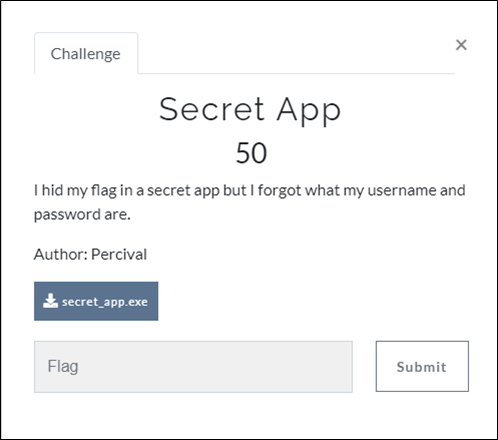 Challenge
×
Secret App
50
I hid my flag in a secret app but I forgot what my username and
password are.
Author: Percival
secret_app.exe
Flag
Submit